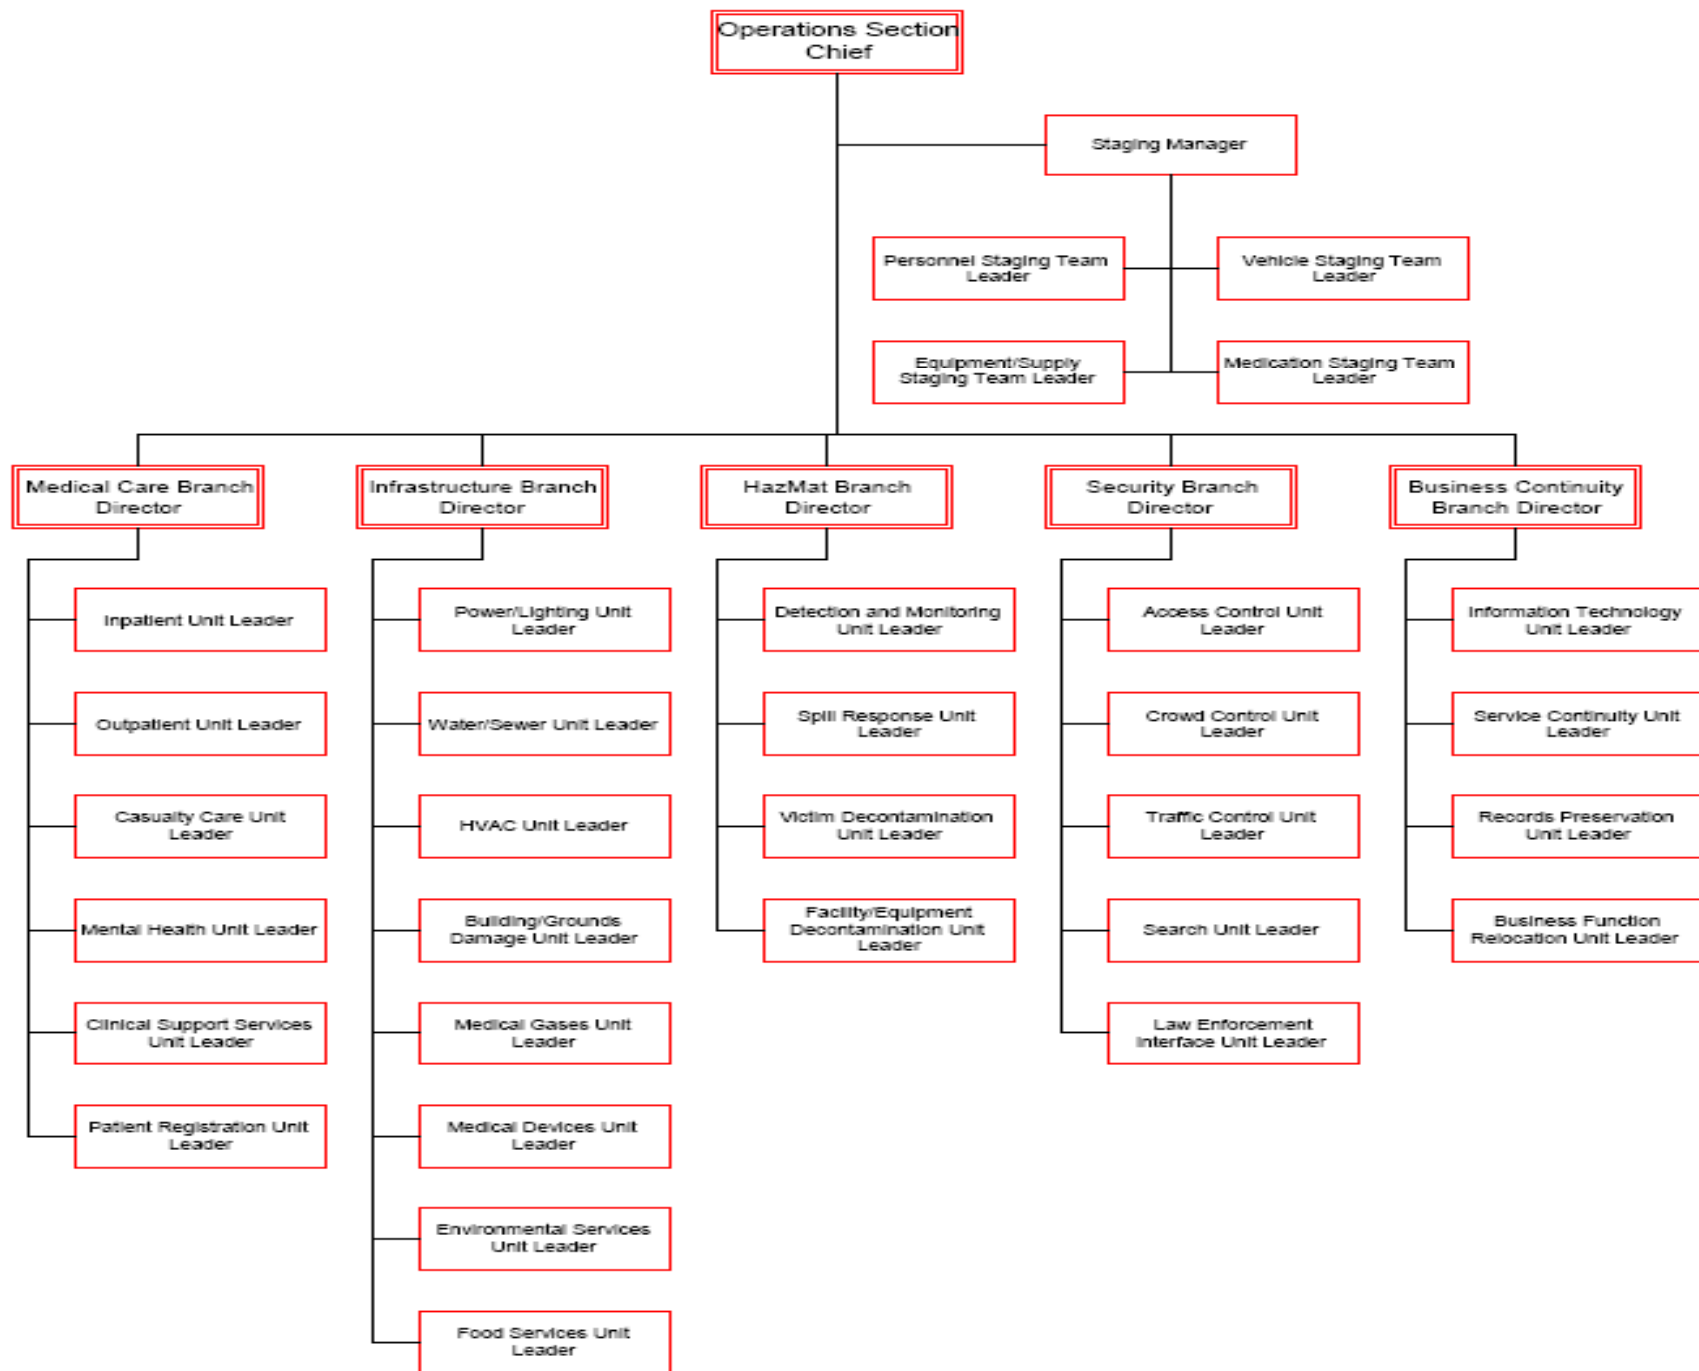 Operations Section
Chief
Staging Manager
Personnel Staging Team
Leader
Vehicle Staging Team
Leader
Equipment/Supply
Staging Team Leader
Medication Staging Team
Leader
Medical Care Branch
Director
Infrastructure Branch
Director
HazMat Branch
Director
Security Branch
Director
Business Continuity
Branch Director
Inpatient Unit Leader
Outpatient Unit Leader
Casualty Care Unit
Leader
Mental Health Unit Leader
Clinical Support Services
Unit Leader
Patient Registration Unit
Leader
Power/Lighting Unit
Leader
Water/Sewer Unit Leader
HVAC Unit Leader
Building/Grounds
Damage Unit Leader
Medical Gases Unit
Leader
Medical Devices Unit
Leader
Environmental Services
Unit Leader
Food Services Unit
Leader
Detection and Monitoring
Unit Leader
Spill Response Unit
Leader
Victim Decontamination
Unit Leader
Facility/Equipment
Decontamination Unit
Leader
Access Control Unit
Leader
Crowd Control Unit
Leader
Traffic Control Unit
Leader
Search Unit Leader
Law Enforcement
Interface Unit Leader
Information Technology
Unit Leader
Service Continuity Unit
Leader
Records Preservation
Unit Leader
Business Function
Relocation Unit Leader